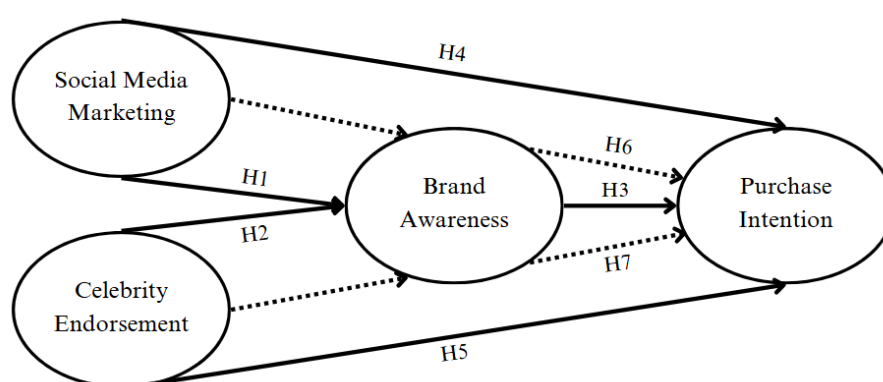 H4
Social Media
Marketing
H6
H1
Brand
Awareness
H3
Purchase
Intention
H2
H7
Celebrity
Endorsement
H5